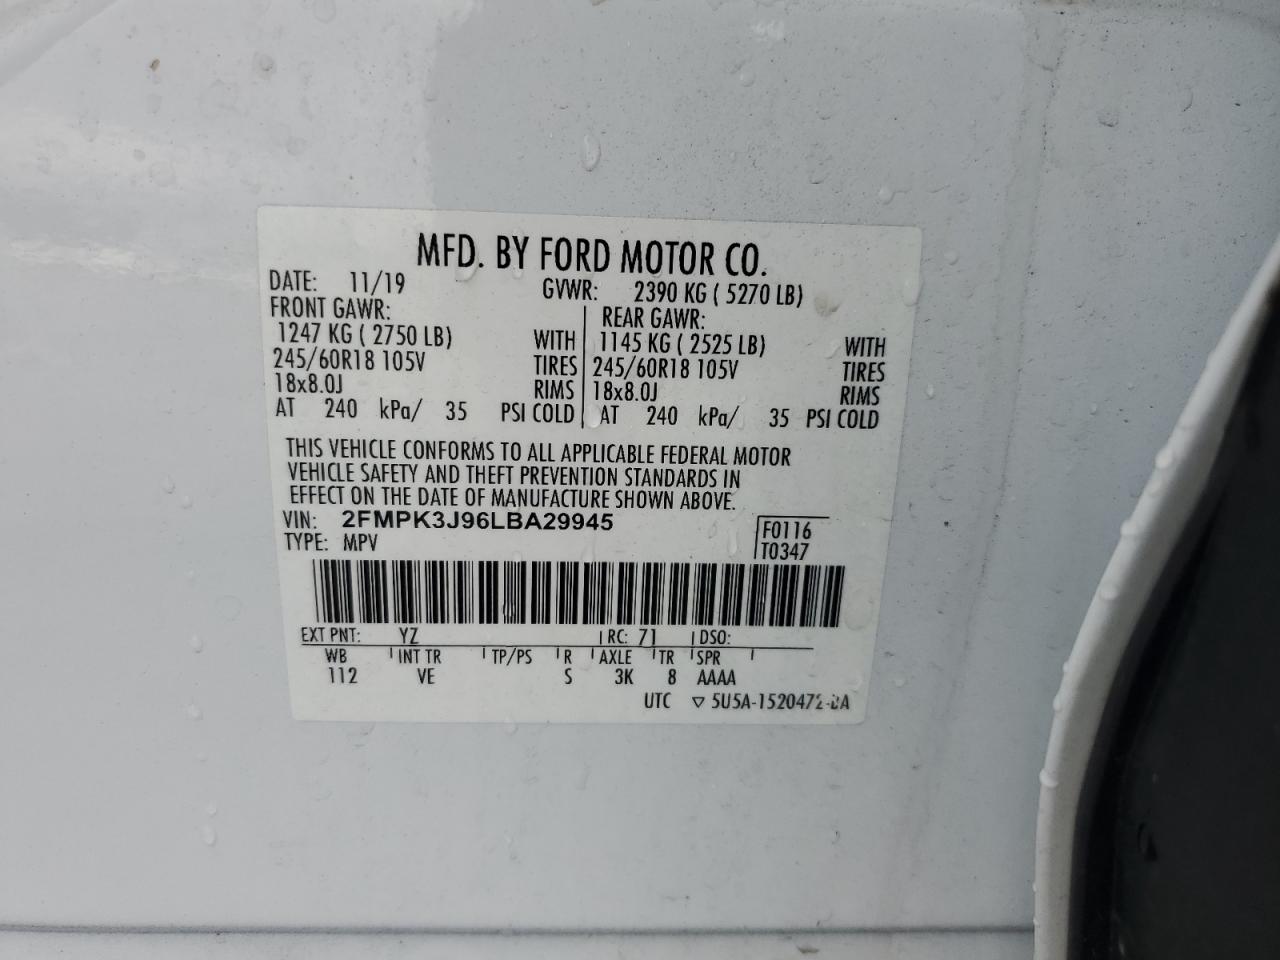 MFD. BY FORD MOTOR CO.
DATE: 11/19 GVWR: 2390 KG ( 5270 LB)
FRONT GAWR: REAR GAWR:
1247 KG ( 2750 LB) WITH 1145 KG ( 2525 LB) WITH
245/60R18 105V TIRES 245/60R18 105V TIRES
18x8.0J RIMS 18x8.0J RIMS
AT 240 kPa/ 35 PSI COLD AT 240 kPa/ 35 PSI COLD
THIS VEHICLE CONFORMS TO ALL APPLICABLE FEDERAL MOTOR
VEHICLE SAFETY AND THEFT PREVENTION STANDARDS IN
EFFECT ON THE DATE OF MANUFACTURE SHOWN ABOVE.
VIN: 2FMPK3J96LBA29945 F0116
TYPE: MPV T0347
EXT PNT: YZ RC: 71 DSO:
WB INT TR TP/PS R AXLE TR SPR
112 VE S 3K 8 AAAA
UTC ▽ 5U5A-1520472-BA